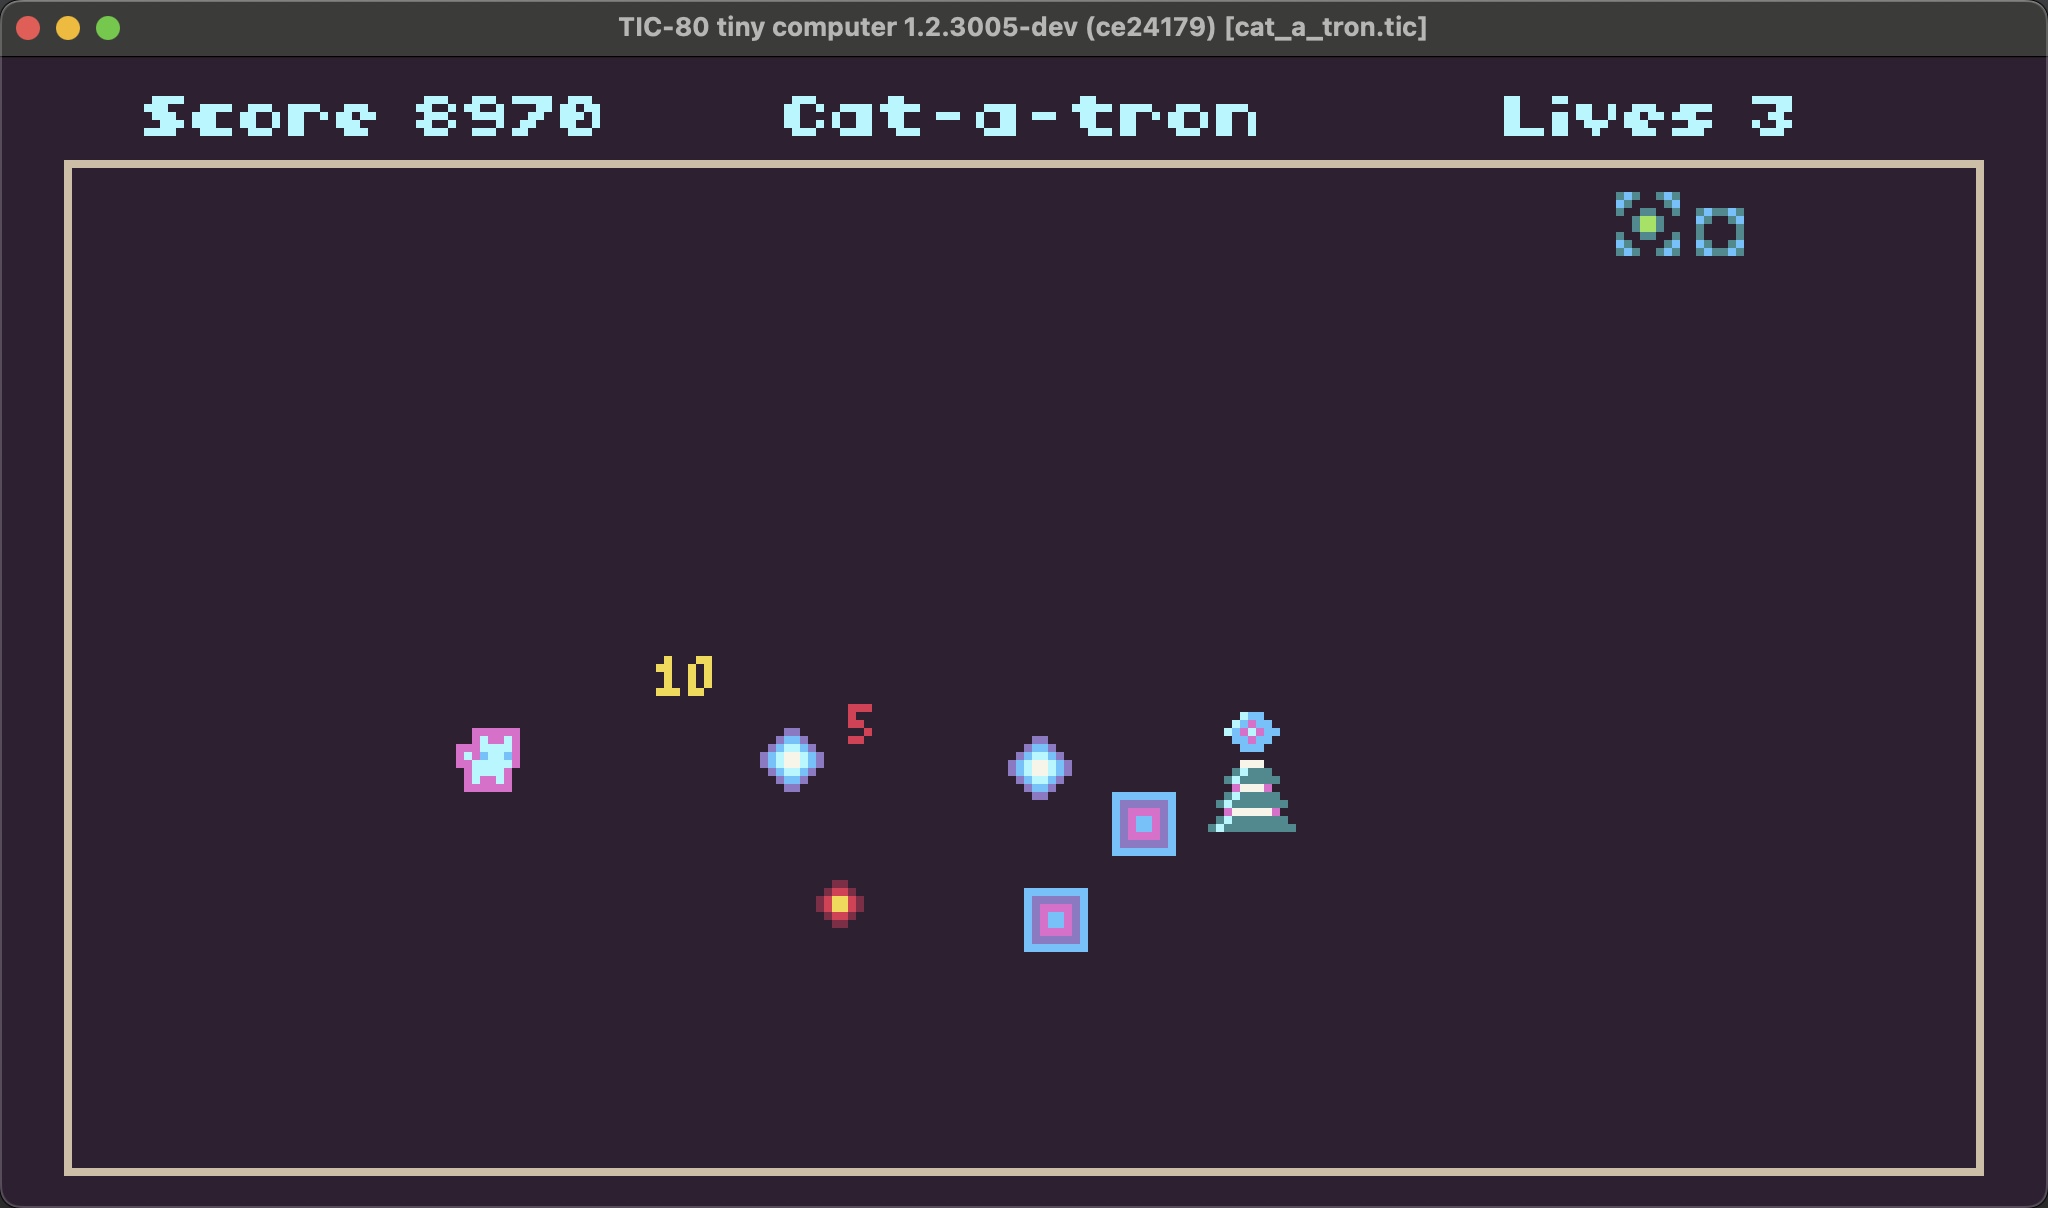 TIC-80 tiny computer 1.2.3005-dev (ce24179) [cat_a_tron.tic]
Score 8970 Cat-a-tron Lives 3
10
5